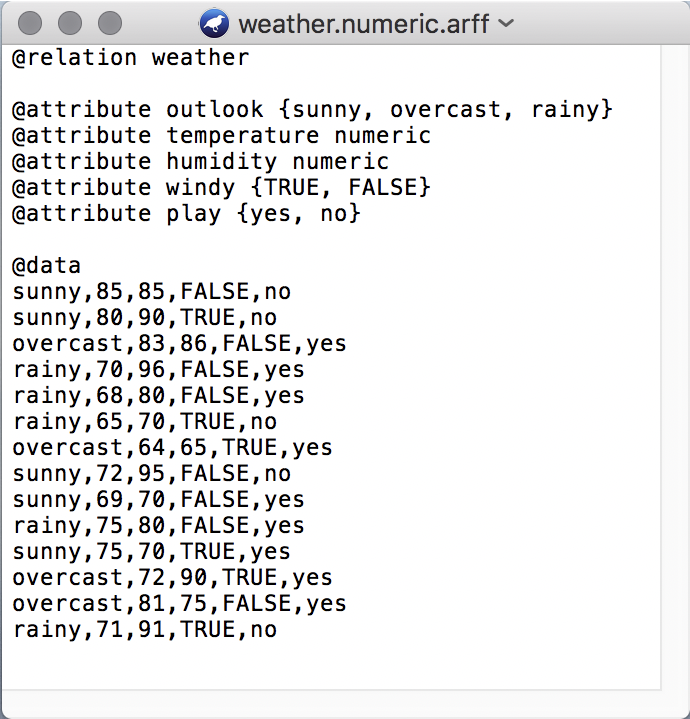 weather.numeric.arff
@relation weather
@attribute outlook {sunny, overcast, rainy}
@attribute temperature numeric
@attribute humidity numeric
@attribute windy {TRUE, FALSE}
@attribute play {yes, no}
@data
sunny,85,85,FALSE,no
sunny,80,90,TRUE,no
overcast,83,86,FALSE,yes
rainy,70,96,FALSE,yes
rainy,68,80,FALSE,yes
rainy,65,70,TRUE,no
overcast,64,65,TRUE,yes
sunny,72,95,FALSE,no
sunny,69,70,FALSE,yes
rainy,75,80,FALSE,yes
sunny,75,70,TRUE,yes
overcast,72,90,TRUE,yes
overcast,81,75,FALSE,yes
rainy,71,91,TRUE,no